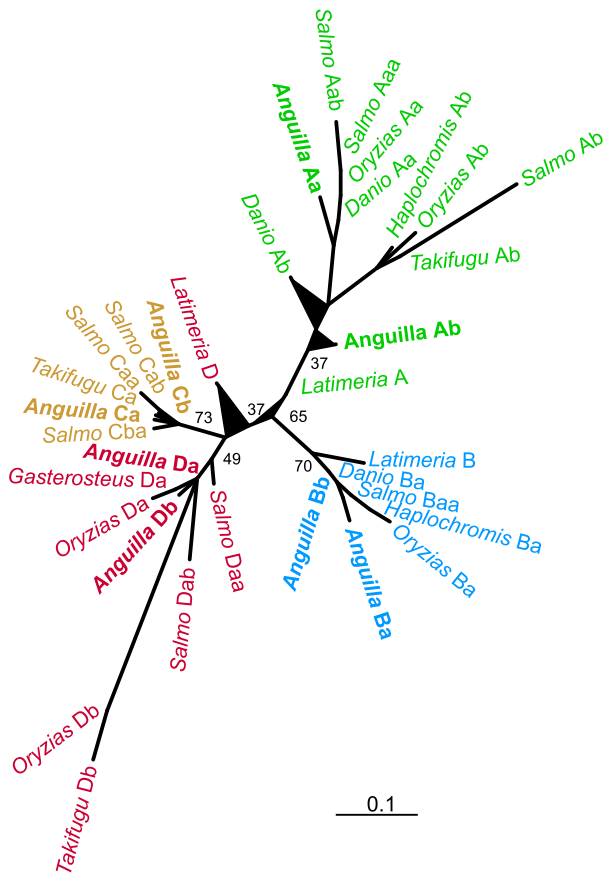 Salmo Aab
Salmo Aaa
Anguilla Aa
Oryzias Aa
Danio Aa
Haplochromis Ab
Oryzias Ab
Salmo Ab
Danio Ab
Takifugu Ab
Anguilla Ab
37
Latimeria A
Latimeria D
Anguilla Cb
Salmo Cab
Salmo Caa
Takifugu Ca
Anguilla Ca
Salmo Cba
73
37
65
49
70
Anguilla Da
Gasterosteus Da
Oryzias Da
Anguilla Db
Salmo Daa
Salmo Dab
Oryzias Db
Takifugu Db
Latimeria B
Danio Ba
Salmo Baa
Haplochromis Ba
Oryzias Ba
Anguilla Bb
Anguilla Ba
0.1